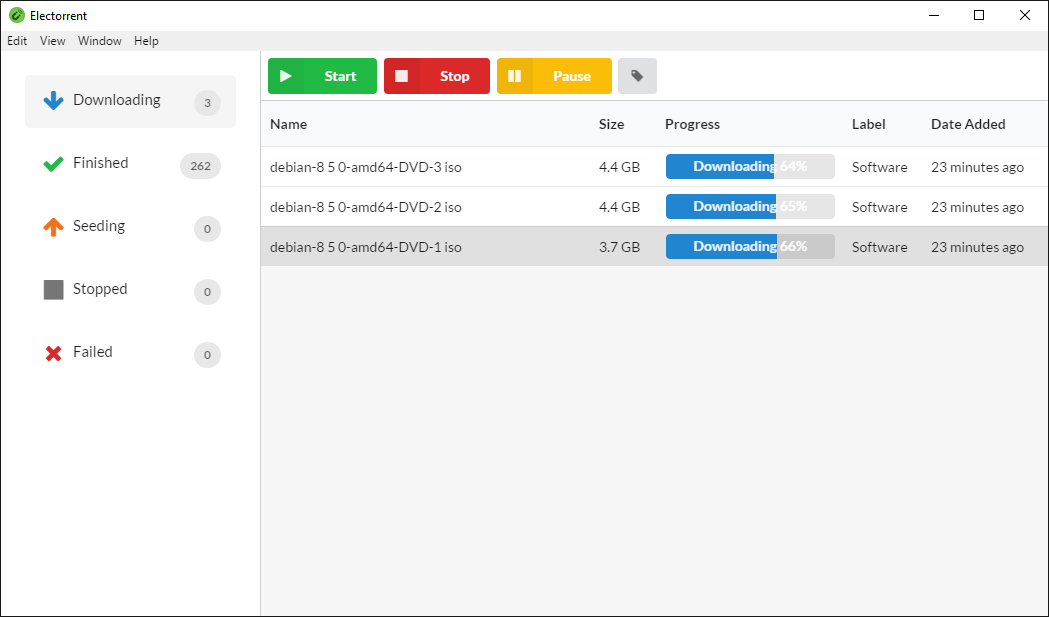 Electorrent
Edit View Window Help
Start Stop Pause
Downloading 3
Finished 262
Seeding 0
Stopped 0
Failed 0
Name Size Progress Label Date Added
debian-8 5 0-amd64-DVD-3 iso 4.4 GB Downloading 64% Software 23 minutes ago
debian-8 5 0-amd64-DVD-2 iso 4.4 GB Downloading 65% Software 23 minutes ago
debian-8 5 0-amd64-DVD-1 iso 3.7 GB Downloading 66% Software 23 minutes ago